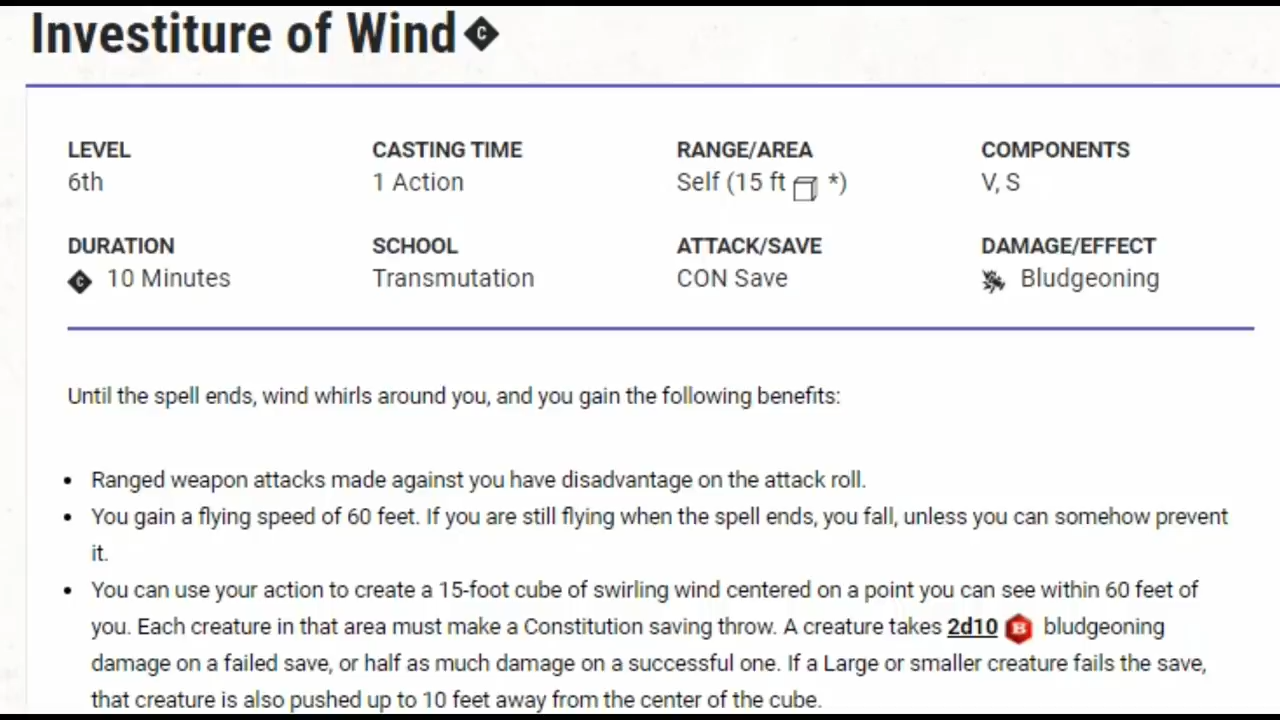 Investiture of Wind C
LEVEL CASTING TIME RANGE/AREA COMPONENTS
6th 1 Action Self (15 ft *) V, S
DURATION SCHOOL ATTACK/SAVE DAMAGE/EFFECT
C 10 Minutes Transmutation CON Save Bludgeoning
Until the spell ends, wind whirls around you, and you gain the following benefits:
• Ranged weapon attacks made against you have disadvantage on the attack roll.
• You gain a flying speed of 60 feet. If you are still flying when the spell ends, you fall, unless you can somehow prevent
it.
• You can use your action to create a 15-foot cube of swirling wind centered on a point you can see within 60 feet of
you. Each creature in that area must make a Constitution saving throw. A creature takes 2d10 B bludgeoning
damage on a failed save, or half as much damage on a successful one. If a Large or smaller creature fails the save,
that creature is also pushed up to 10 feet away from the center of the cube.